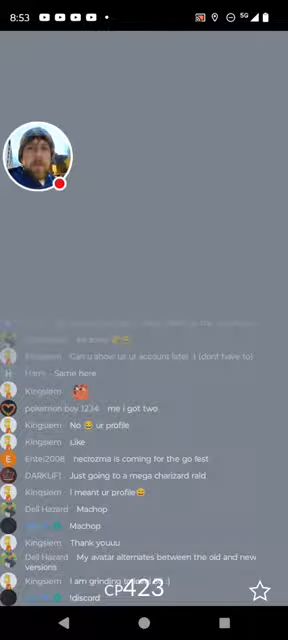 8:53
5G
Kingsiem Can u show us ur account later :) (dont have to)
Harry Same here
Kingsiem
pokemon boy 1234 me i got two
Kingsiem No 😅 ur profile
Kingsiem Like
E Entei2008 necrozma is coming for the go fest
Just going to a mega charizard raid
Kingsiem I meant ur profile😅
Dell Hazard Machop
Machop
Kingsiem Thank youuu
Dell Hazard My avatar alternates between the old and new
versions
Kingsiem I am grinding
CP423
!discord